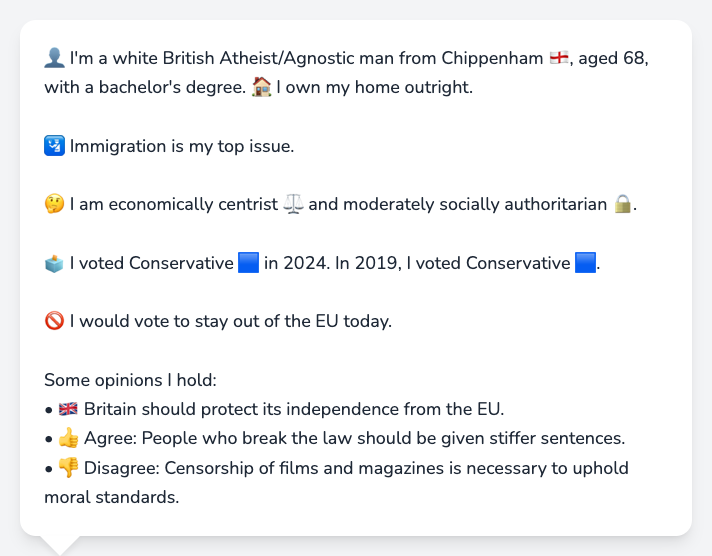 👤 I'm a white British Atheist/Agnostic man from Chippenham 🏴󠁧󠁢󠁥󠁮󠁧󠁿, aged 68,
with a bachelor's degree. 🏠 I own my home outright.
🛂 Immigration is my top issue.
🤔 I am economically centrist ⚖️ and moderately socially authoritarian 🔒.
🗳️ I voted Conservative 🟦 in 2024. In 2019, I voted Conservative 🟦.
🚫 I would vote to stay out of the EU today.
Some opinions I hold:
• 🇬🇧 Britain should protect its independence from the EU.
• 👍 Agree: People who break the law should be given stiffer sentences.
• 👎 Disagree: Censorship of films and magazines is necessary to uphold
moral standards.